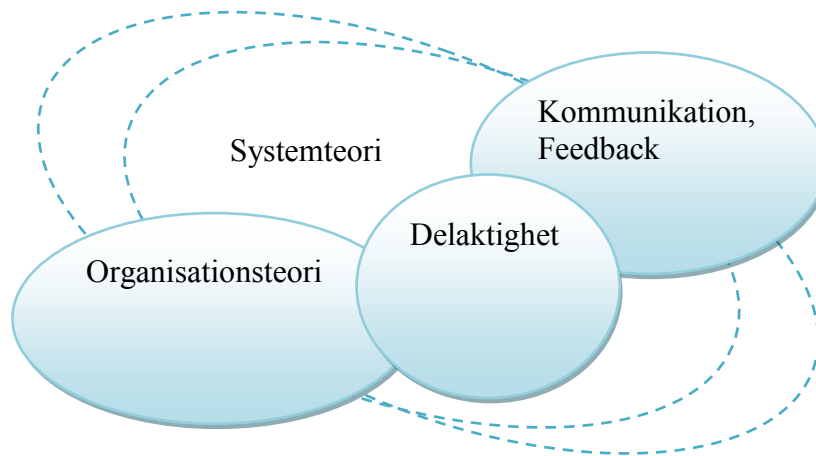 Kommunikation,
Feedback
Systemteori
Delaktighet
Organisationsteori